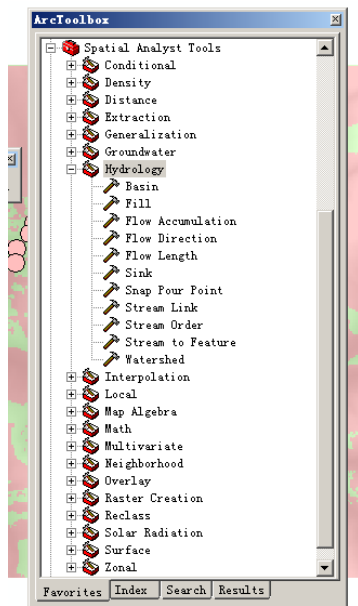 ArcToolbox
Spatial Analyst Tools
Conditional
Density
Distance
Extraction
Generalization
Groundwater
Hydrology
Basin
Fill
Flow Accumulation
Flow Direction
Flow Length
Sink
Snap Pour Point
Stream Link
Stream Order
Stream to Feature
Watershed
Interpolation
Local
Map Algebra
Math
Multivariate
Neighborhood
Overlay
Raster Creation
Reclass
Solar Radiation
Surface
Zonal
Favorites Index Search Results